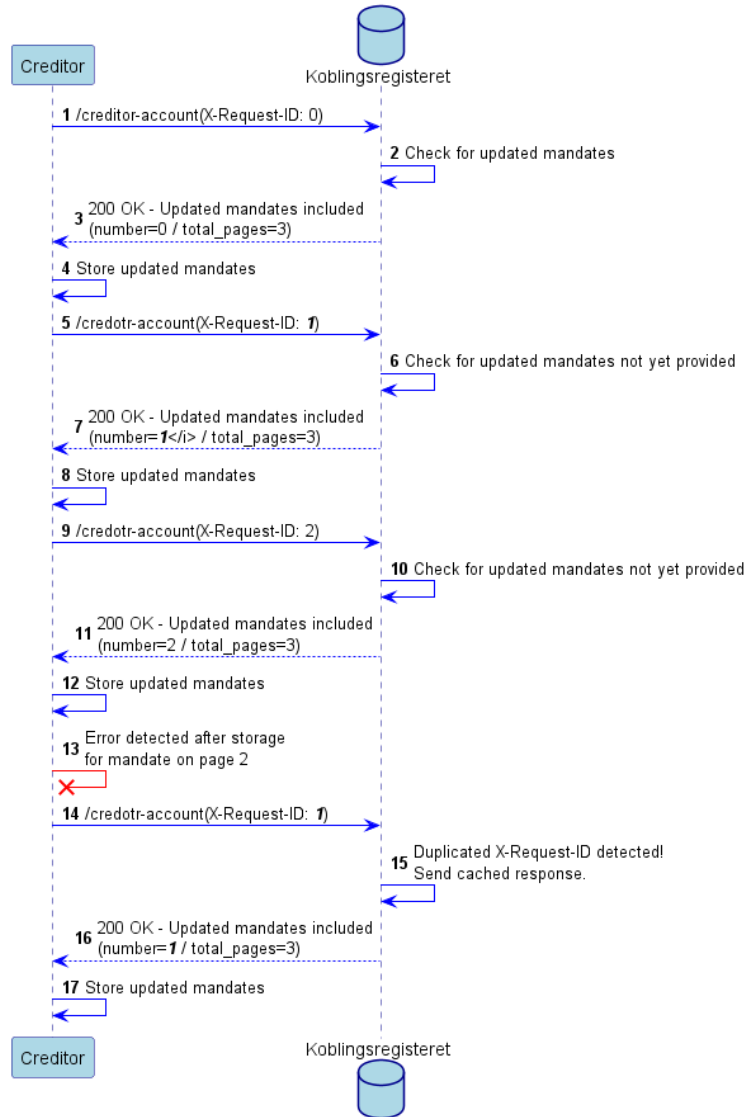 Creditor
Koblingsregisteret
1 /creditor-account(X-Request-ID: 0)
2 Check for updated mandates
3 200 OK - Updated mandates included
(number=0 / total_pages=3)
4 Store updated mandates
5 /credotr-account(X-Request-ID: 1)
6 Check for updated mandates not yet provided
7 200 OK - Updated mandates included
(number=1</i> / total_pages=3)
8 Store updated mandates
9 /credotr-account(X-Request-ID: 2)
10 Check for updated mandates not yet provided
11 200 OK - Updated mandates included
(number=2 / total_pages=3)
12 Store updated mandates
13 Error detected after storage
for mandate on page 2
14 /credotr-account(X-Request-ID: 1)
15 Duplicated X-Request-ID detected!
Send cached response.
16 200 OK - Updated mandates included
(number=1 / total_pages=3)
17 Store updated mandates
Creditor
Koblingsregisteret